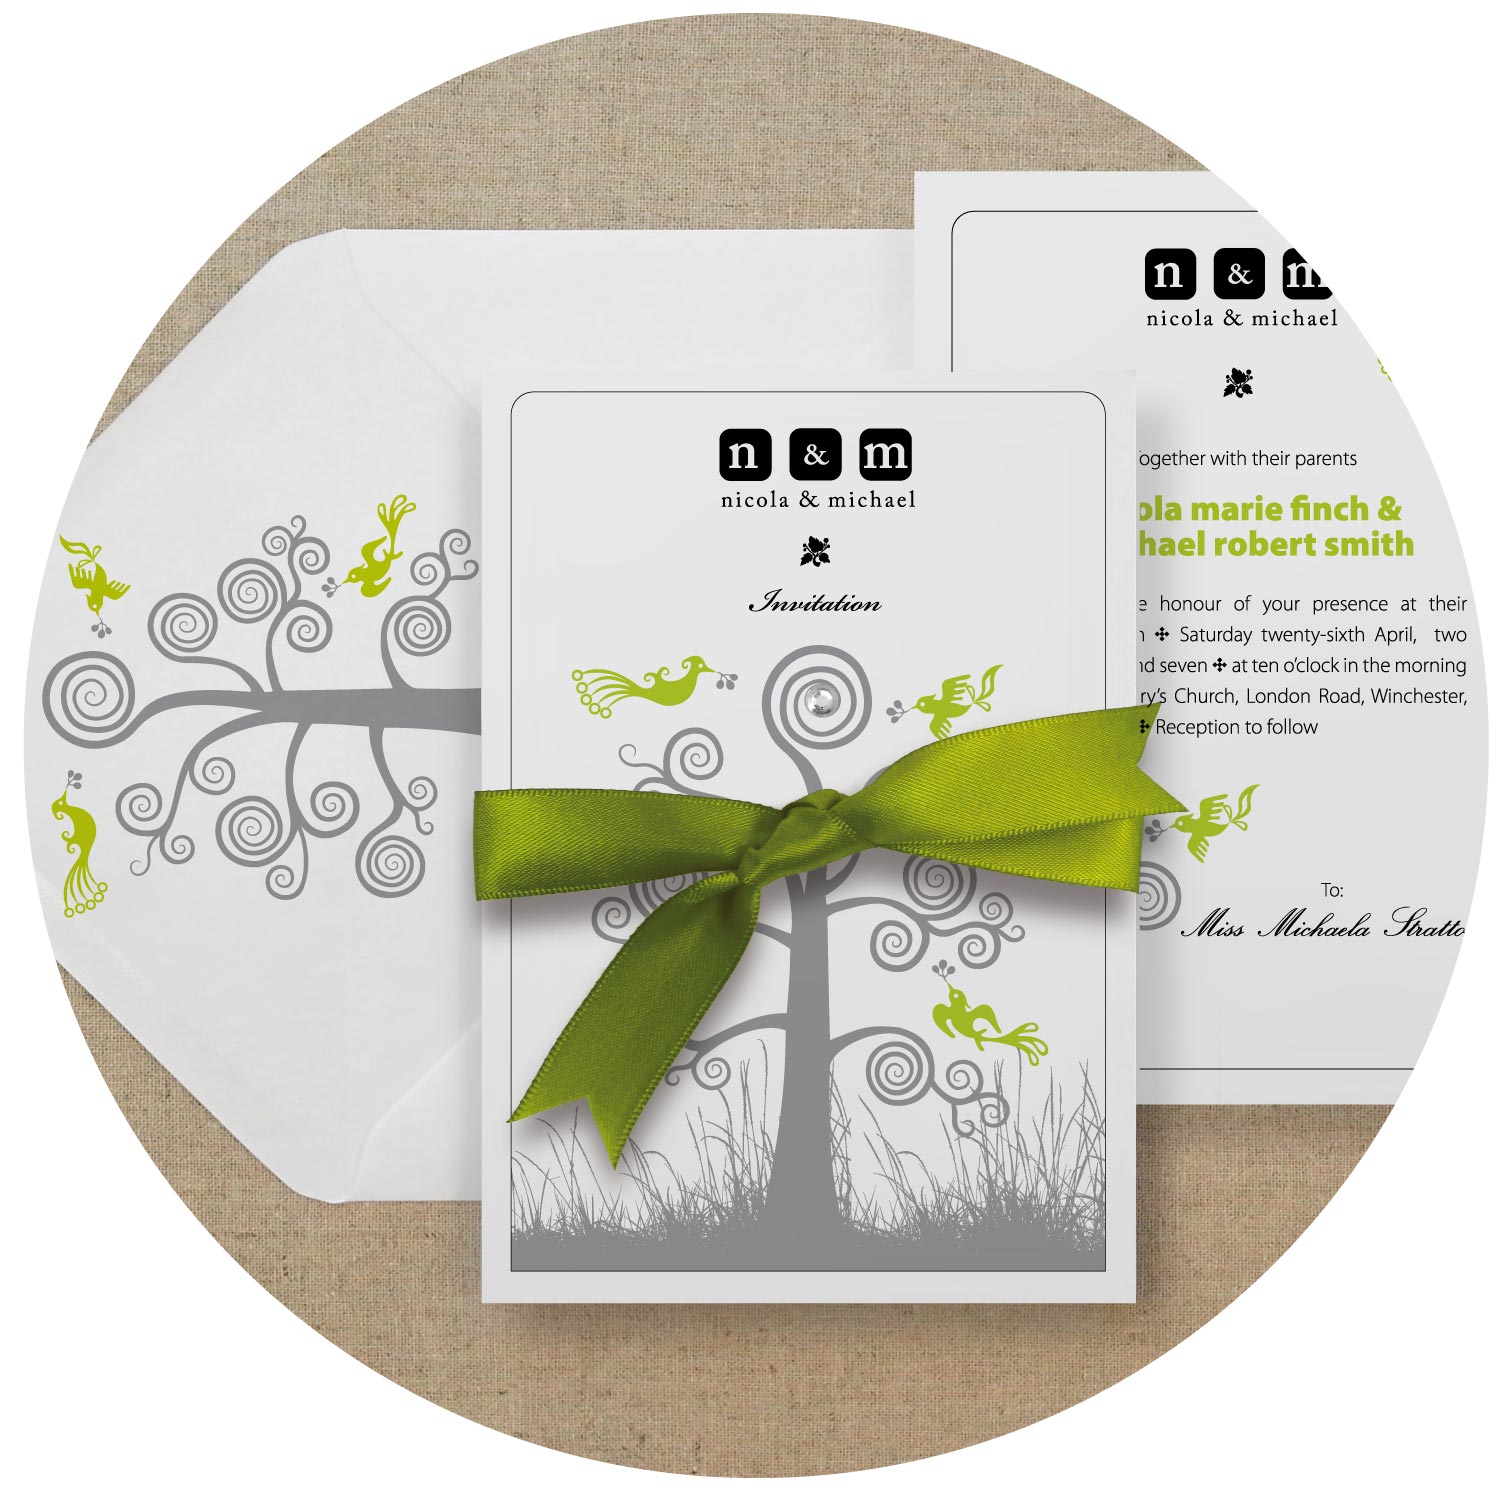 n & m
nicola & michael
Invitation
n & m
nicola & michael
ogether with their parents
ola marie finch &
hael robert smith
e honour of your presence at their
Saturday twenty-sixth April, two
nd seven ✣ at ten o'clock in the morning
ry's Church, London Road, Winchester,
✣ Reception to follow
To:
Miss Michaela Stratto